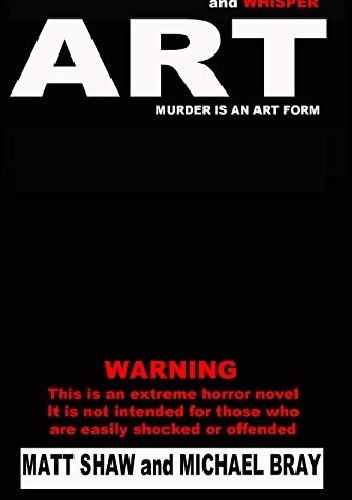 and WHISPER
ART
MURDER IS AN ART FORM
WARNING
This is an extreme horror novel
It is not intended for those who
are easily shocked or offended
MATT SHAW and MICHAEL BRAY